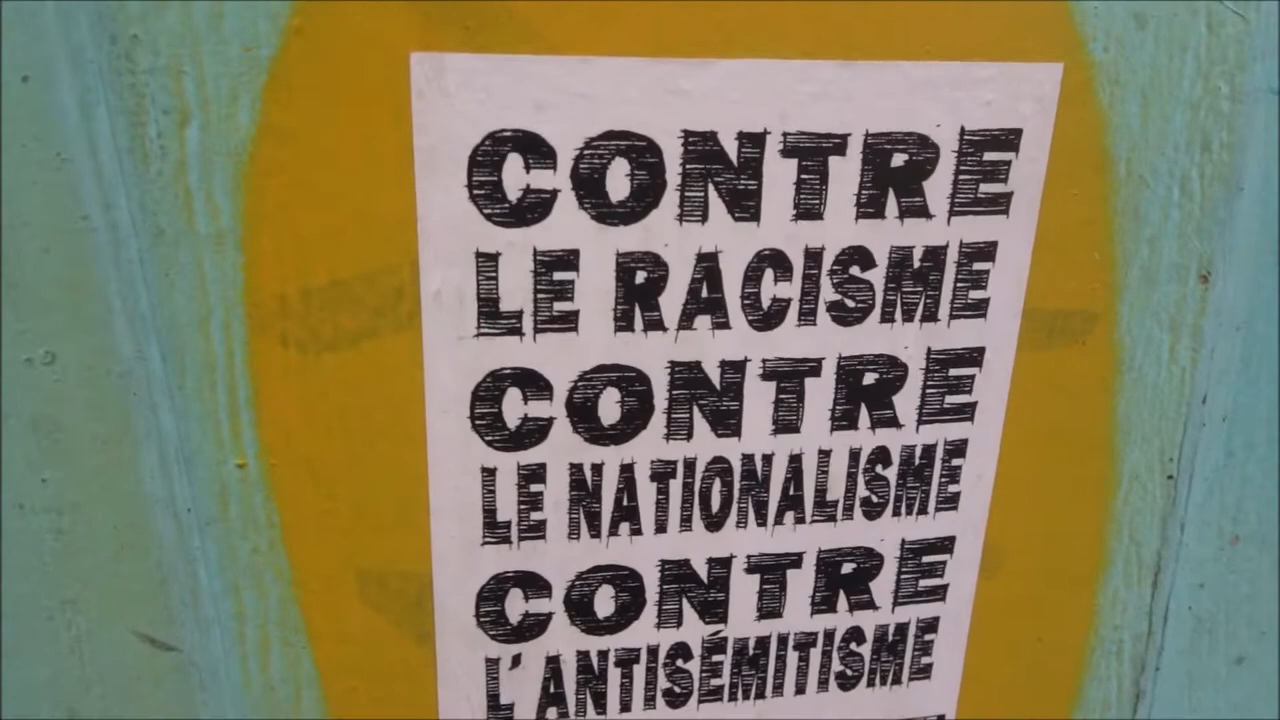 CONTRE
LE RACISME
CONTRE
LE NATIONALISME
CONTRE
L'ANTISÉMITISME